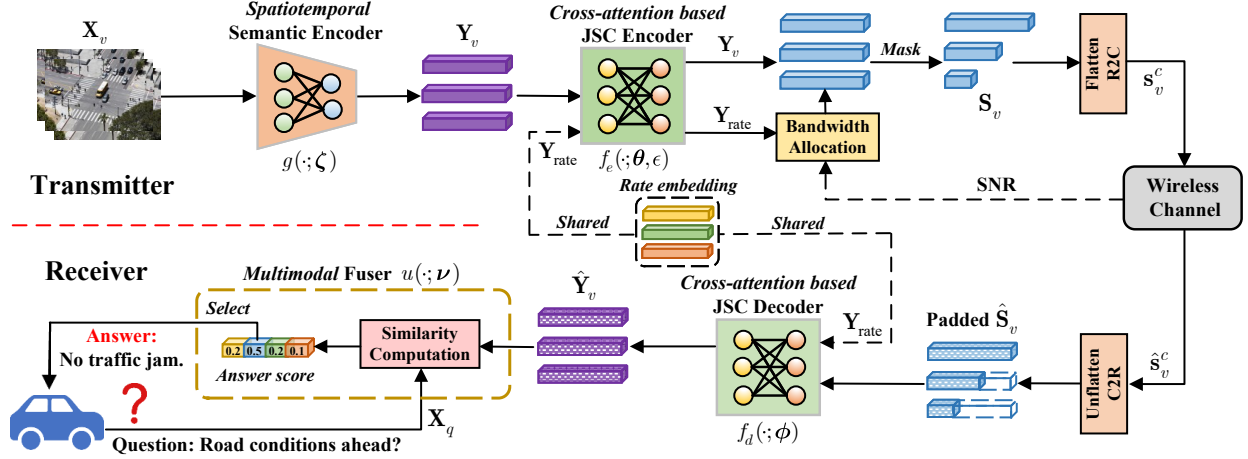 X_v
Spatiotemporal
Semantic Encoder
g(·; ζ)
Y_v
Cross-attention based
JSC Encoder
f_e(·; θ, ϵ)
Y_v
Y_rate
Y_rate
Bandwidth
Allocation
Mask
S_v
Flatten
R2C
s_v^c
Transmitter
SNR
Wireless
Channel
Rate embedding
Shared
Shared
Receiver
Multimodal Fuser u(·; ν)
Select
Answer:
No traffic jam.
0.2 0.5 0.2 0.1
Answer score
Similarity
Computation
Ŷ_v
Cross-attention based
JSC Decoder
Y_rate
f_d(·; ϕ)
Padded Ŝ_v
Unflatten
C2R
ŝ_v^c
?
X_q
Question: Road conditions ahead?